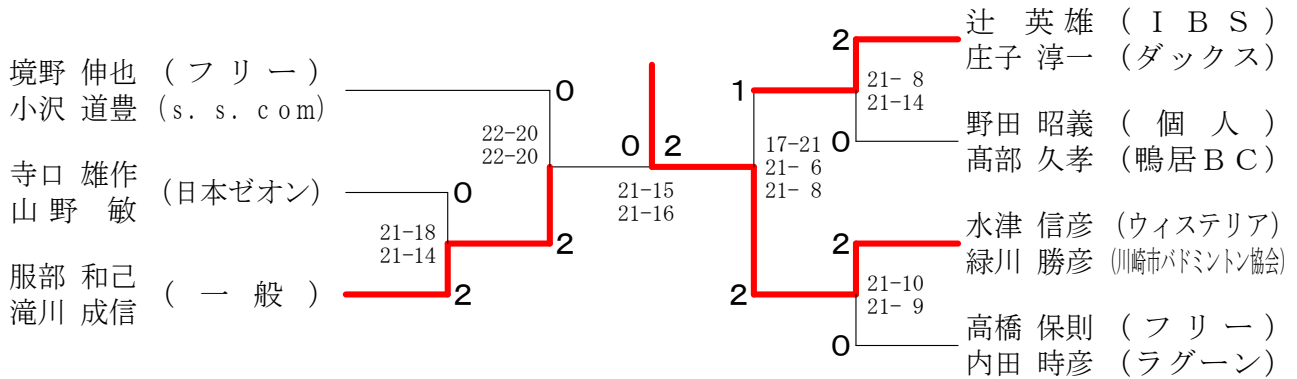 境野 伸也 （ フ リ ー ）
小沢 道豊 （s．s．com）
寺口 雄作
山 野 敏
（日本ゼオン）
服部 和己
滝川 成信
（ 一 般 ）
0
22-20
22-20
0
21-18
21-14
2
2
0 2
21-15
21-16
1
17-21
21- 6
21- 8
2
2
21- 8
21-14
0
2
21-10
21- 9
0
辻 英雄 （ I B S ）
庄子 淳一 （ダックス）
野田 昭義 （ 個 人 ）
髙部 久孝 （鴨居BC）
水津 信彦 （ウィステリア）
緑川 勝彦 （川崎市バドミントン協会）
高橋 保則 （ フ リ ー ）
内田 時彦 （ラグーン）